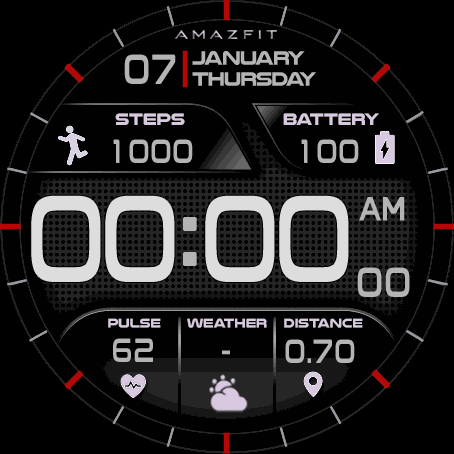 AMAZFIT
07 JANUARY
THURSDAY
STEPS BATTERY
1000 100
00:00 AM
00
PULSE WEATHER DISTANCE
62 - 0.70